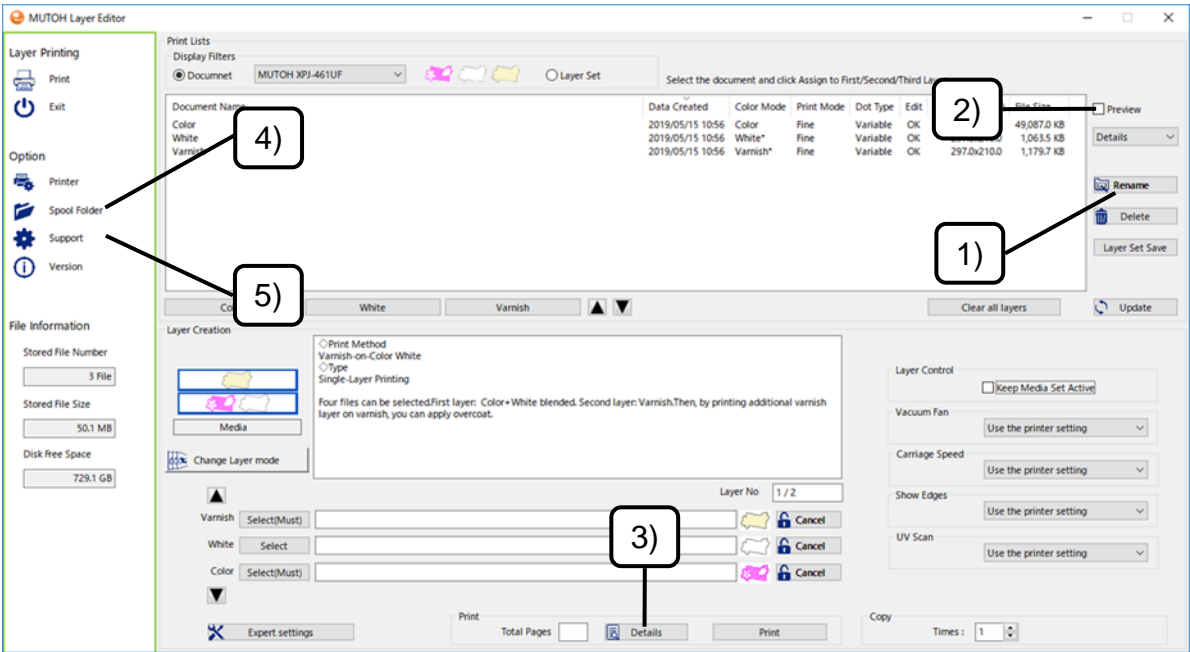 MUTOH Layer Editor
Layer Printing
Print
Exit
Option
Printer
Spool Folder
Support
Version
File Information
Stored File Number
3 File
Stored File Size
50.1 MB
Disk Free Space
729.1 GB
Print Lists
Display Filters
Documnet MUTOH XPJ-461UF Layer Set
Select the document and click Assign to First/Second/Third
Document Name Data Created Color Mode Print Mode Dot Type Edit File Size
Color 2019/05/15 10:56 Color Fine Variable OK 49,087.0 KB
White 2019/05/15 10:56 White* Fine Variable OK 1,063.5 KB
Varnish 2019/05/15 10:56 Varnish* Fine Variable OK 297.0x210.0 1,179.7 KB
2)
Preview
Details
4)
Rename
Delete
1)
Layer Set Save
5)
White Varnish Clear all layers Update
Layer Creation
◇Print Method
Varnish-on-Color White
◇Type
Single-Layer Printing
Four files can be selected.First layer: Color+White blended. Second layer: Varnish.Then, by printing additional varnish
layer on varnish, you can apply overcoat.
Media
Change Layer mode
Layer Control
Keep Media Set Active
Vacuum Fan
Use the printer setting
Carriage Speed
Use the printer setting
Show Edges
Use the printer setting
UV Scan
Use the printer setting
Layer No 1 / 2
Varnish Select(Must) Cancel
White Select Cancel
3)
Color Select(Must) Cancel
Expert settings
Print
Total Pages Details Print
Copy
Times : 1